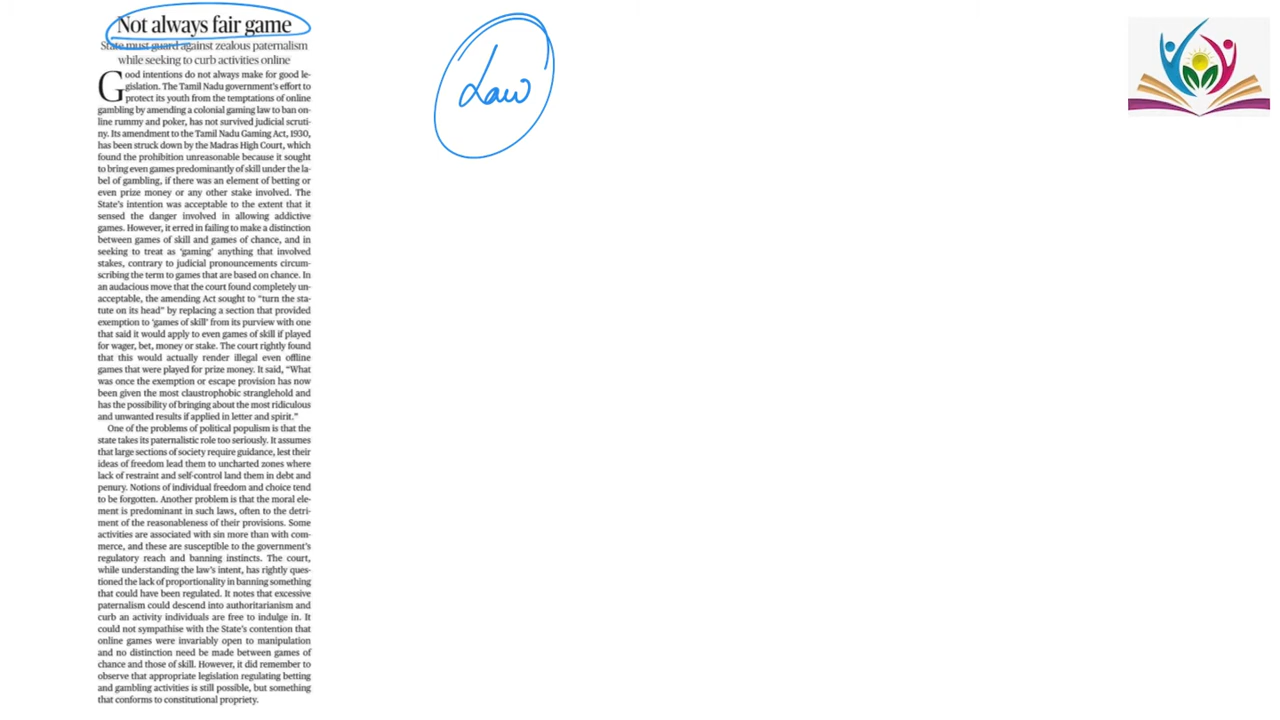 Not always fair game
State must guard against zealous paternalism
while seeking to curb activities online
Good intentions do not always make for good le-
gislation. The Tamil Nadu government's effort to
protect its youth from the temptations of online
gambling by amending a colonial gaming law to ban on-
line rummy and poker, has not survived judicial scruti-
ny. Its amendment to the Tamil Nadu Gaming Act, 1930,
has been struck down by the Madras High Court, which
found the prohibition unreasonable because it sought
to bring even games predominantly of skill under the la-
bel of gambling, if there was an element of betting or
even prize money or any other stake involved. The
State's intention was acceptable to the extent that it
sensed the danger involved in allowing addictive
games. However, it erred in failing to make a distinction
between games of skill and games of chance, and in
seeking to treat as 'gaming' anything that involved
stakes, contrary to judicial pronouncements circum-
scribing the term to games that are based on chance. In
an audacious move that the court found completely un-
acceptable, the amending Act sought to "turn the sta-
tute on its head" by replacing a section that provided
exemption to 'games of skill' from its purview with one
that said it would apply to even games of skill if played
for wager, bet, money or stake. The court rightly found
that this would actually render illegal even offline
games that were played for prize money. It said, "What
was once the exemption or escape provision has now
been given the most claustrophobic stranglehold and
has the possibility of bringing about the most ridiculous
and unwanted results if applied in letter and spirit."
One of the problems of political populism is that the
state takes its paternalistic role too seriously. It assumes
that large sections of society require guidance, lest their
ideas of freedom lead them to uncharted zones where
lack of restraint and self-control land them in debt and
penury. Notions of individual freedom and choice tend
to be forgotten. Another problem is that the moral ele-
ment is predominant in such laws, often to the detri-
ment of the reasonableness of their provisions. Some
activities are associated with sin more than with com-
merce, and these are susceptible to the government's
regulatory reach and banning instincts. The court,
while understanding the law's intent, has rightly ques-
tioned the lack of proportionality in banning something
that could have been regulated. It notes that excessive
paternalism could descend into authoritarianism and
curb an activity individuals are free to indulge in. It
could not sympathise with the State's contention that
online games were invariably open to manipulation
and no distinction need be made between games of
chance and those of skill. However, it did remember to
observe that appropriate legislation regulating betting
and gambling activities is still possible, but something
that conforms to constitutional propriety.
Law